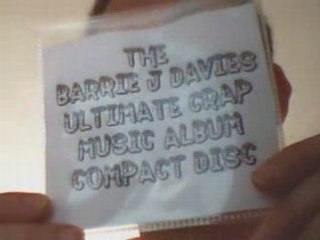 THE
BARRIE J DAVIES
ULTIMATE CRAP
MUSIC ALBUM
COMPACT DISC